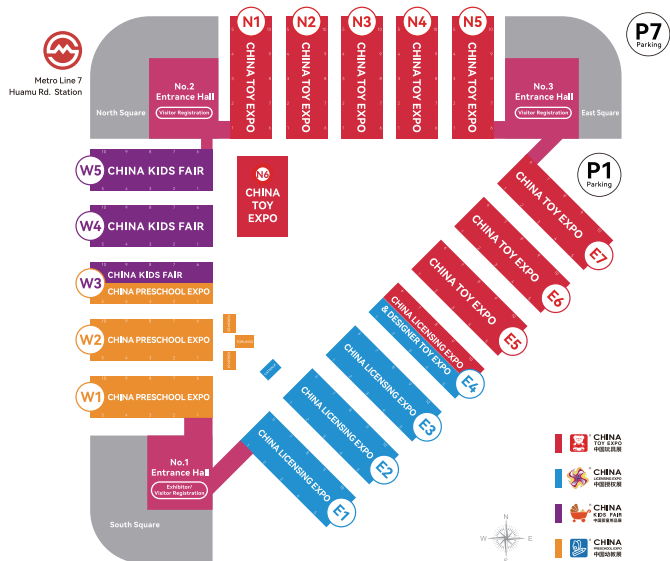 N1
N2
N3
N4
N5
P7
Parking
Metro Line 7
Huamu Rd. Station
No.2
Entrance Hall
Visitor Registration
North Square
CHINA TOY EXPO
CHINA TOY EXPO
CHINA TOY EXPO
CHINA TOY EXPO
CHINA TOY EXPO
No.3
Entrance Hall
Visitor Registration
East Square
P1
Parking
W5
CHINA KIDS FAIR
N6
CHINA
TOY
EXPO
W4
CHINA KIDS FAIR
W3
CHINA KIDS FAIR
CHINA PRESCHOOL EXPO
W2
CHINA PRESCHOOL EXPO
W1
CHINA PRESCHOOL EXPO
CHINA TOY EXPO
E7
CHINA TOY EXPO
E6
CHINA TOY EXPO
E5
CHINA LICENSING EXPO
& DESIGNER TOY EXPO
E4
CHINA LICENSING EXPO
E3
CHINA LICENSING EXPO
E2
CHINA LICENSING EXPO
E1
No.1
Entrance Hall
Exhibitor/
Visitor Registration
South Square
N
W
E
S
CHINA
TOY EXPO
中国玩具展
CHINA
LICENSING EXPO
中国授权展
CHINA
KIDS FAIR
中国婴童用品展
CHINA
PRESCHOOL EXPO
中国幼教展